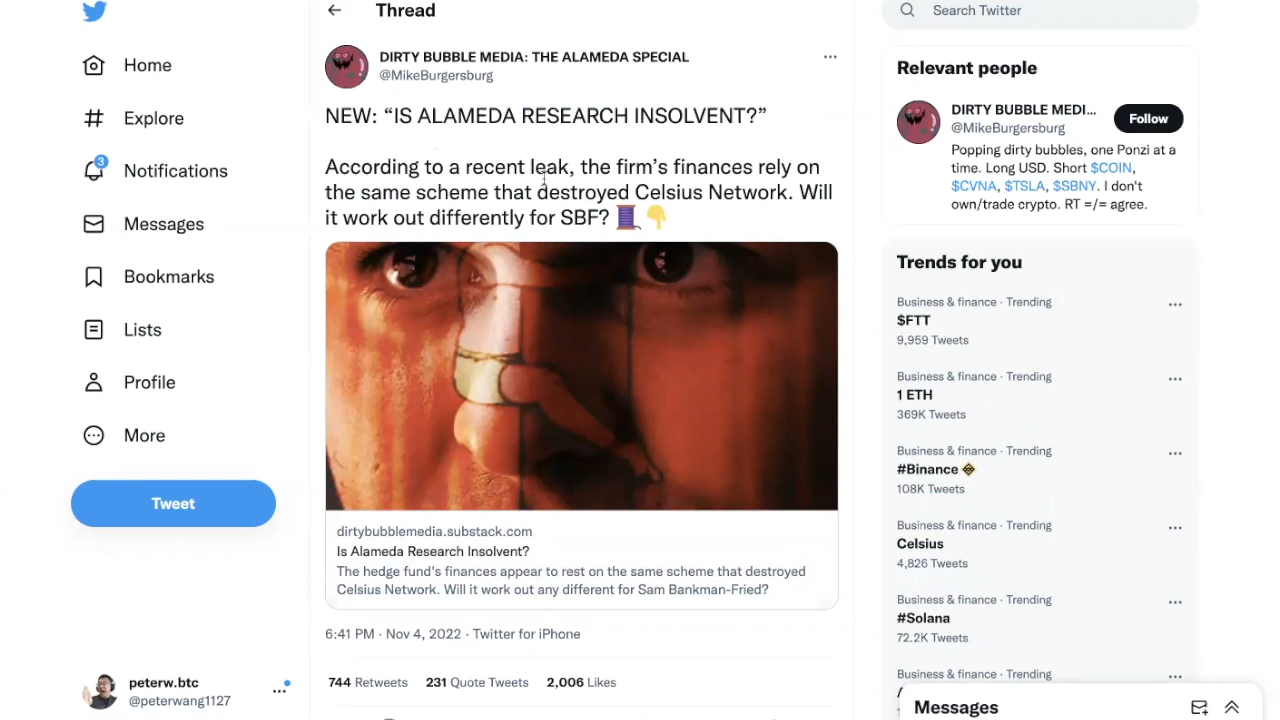 Thread
Search Twitter
Home
Explore
3
Notifications
Messages
Bookmarks
Lists
Profile
More
Tweet
peterw.btc
@peterwang1127
DIRTY BUBBLE MEDIA: THE ALAMEDA SPECIAL
@MikeBurgersburg
NEW: “IS ALAMEDA RESEARCH INSOLVENT?”
According to a recent leak, the firm’s finances rely on
the same scheme that destroyed Celsius Network. Will
it work out differently for SBF? 🧵👇
dirtybubblemedia.substack.com
Is Alameda Research Insolvent?
The hedge fund's finances appear to rest on the same scheme that destroyed
Celsius Network. Will it work out any different for Sam Bankman-Fried?
6:41 PM · Nov 4, 2022 · Twitter for iPhone
744 Retweets 231 Quote Tweets 2,006 Likes
Relevant people
DIRTY BUBBLE MEDI...
@MikeBurgersburg
Follow
Popping dirty bubbles, one Ponzi at a
time. Long USD. Short $COIN,
$CVNA, $TSLA, $SBNY. I don't
own/trade crypto. RT =/= agree.
Trends for you
Business & finance · Trending
$FTT
9,959 Tweets
Business & finance · Trending
1 ETH
369K Tweets
Business & finance · Trending
#Binance
108K Tweets
Business & finance · Trending
Celsius
4,826 Tweets
Business & finance · Trending
#Solana
72.2K Tweets
Business & finance · Trending
Messages